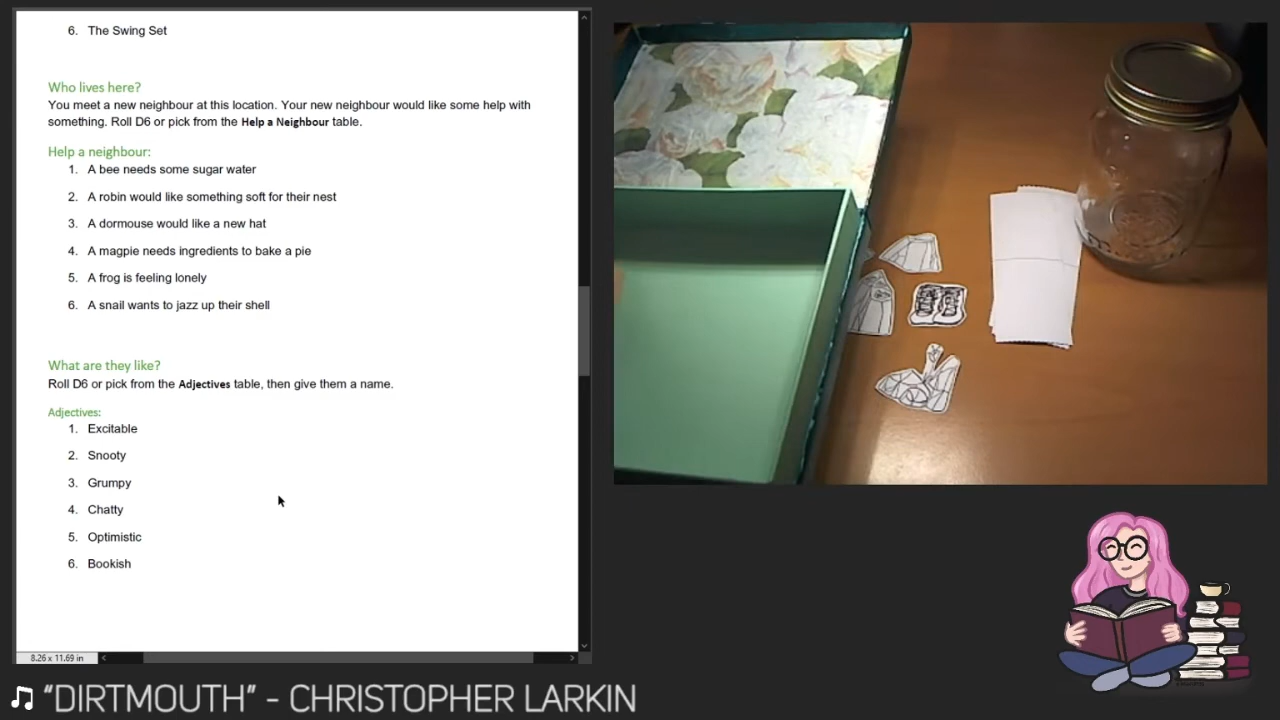 6. The Swing Set
Who lives here?
You meet a new neighbour at this location. Your new neighbour would like some help with
something. Roll D6 or pick from the Help a Neighbour table.
Help a neighbour:
1. A bee needs some sugar water
2. A robin would like something soft for their nest
3. A dormouse would like a new hat
4. A magpie needs ingredients to bake a pie
5. A frog is feeling lonely
6. A snail wants to jazz up their shell
What are they like?
Roll D6 or pick from the Adjectives table, then give them a name.
Adjectives:
1. Excitable
2. Snooty
3. Grumpy
4. Chatty
5. Optimistic
6. Bookish
8.26 x 11.69 in
"DIRTMOUTH" - CHRISTOPHER LARKIN